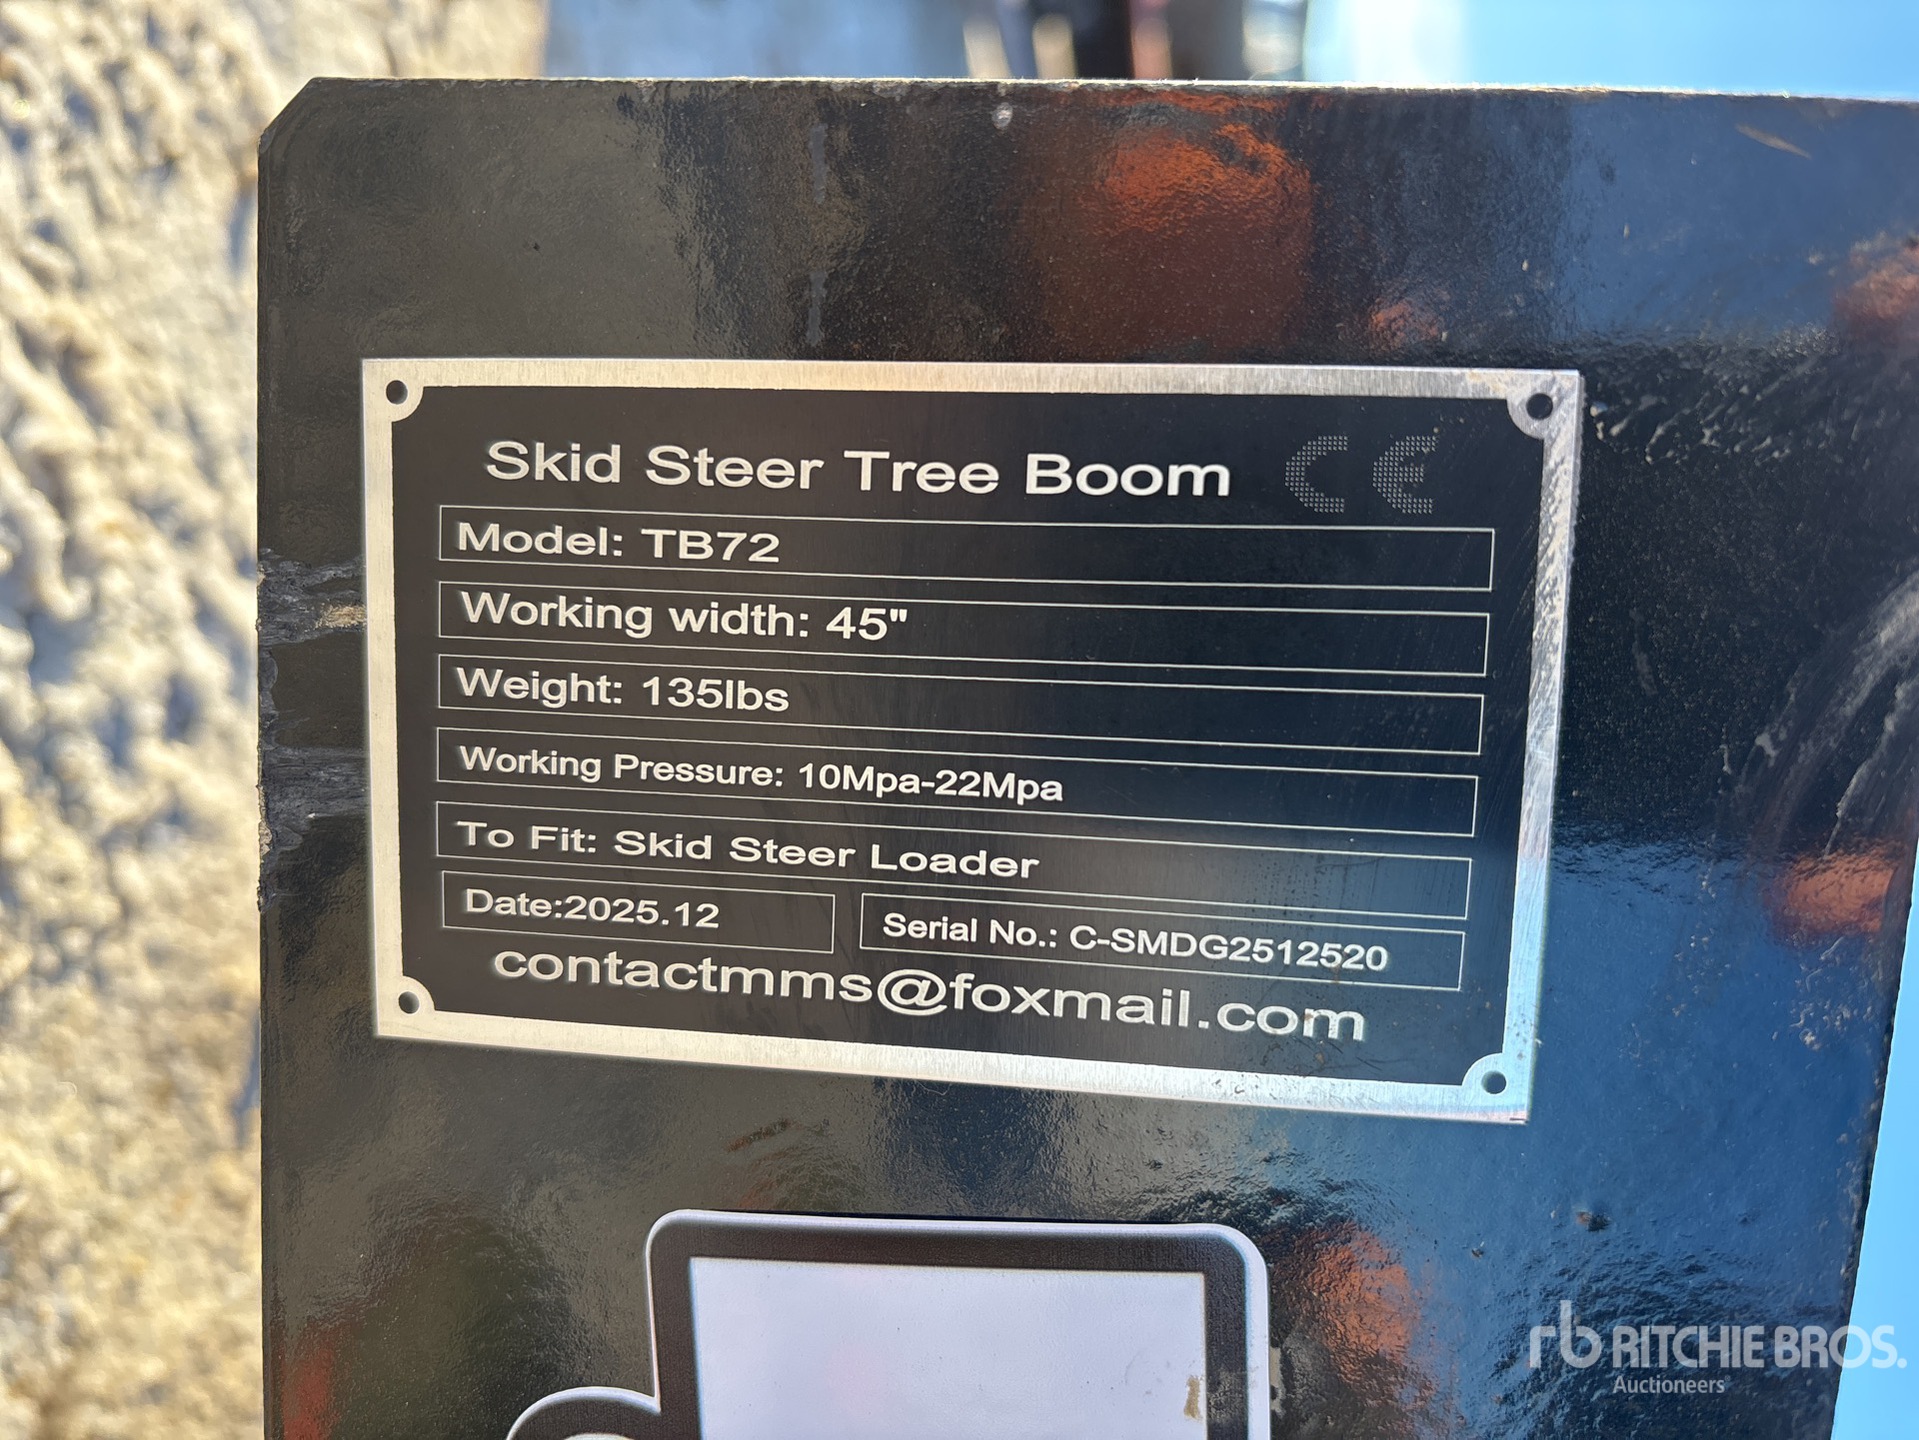 Skid Steer Tree Boom CE
Model: TB72
Working width: 45"
Weight: 135lbs
Working Pressure: 10Mpa-22Mpa
To Fit: Skid Steer Loader
Date:2025.12 Serial No.: C-SMDG2512520
contactmms@foxmail.com
rb RITCHIE BROS.
Auctioneers